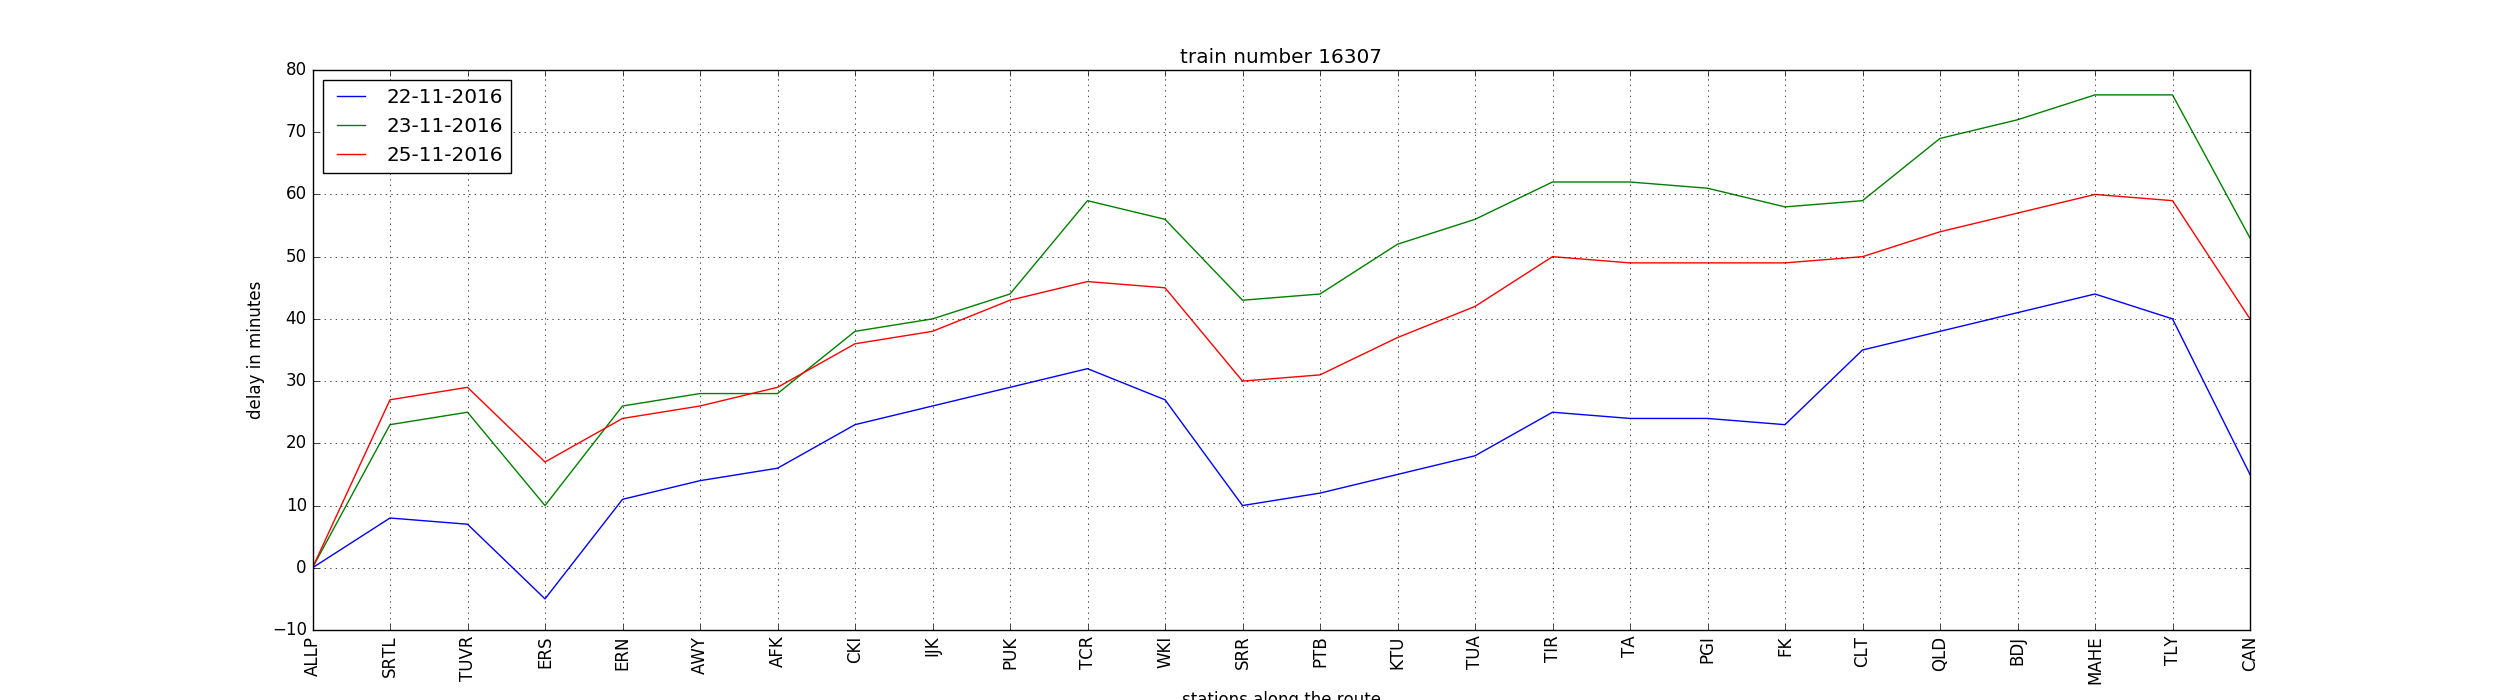 train number 16307
80
70
60
50
40
30
20
10
0
−10
22-11-2016
23-11-2016
25-11-2016
delay in minutes
ALLP
SRTL
TUVR
ERS
ERN
AWY
AFK
CKI
IJK
PUK
TCR
WKI
SRR
PTB
KTU
TUA
TIR
TA
PGI
FK
CLT
QLD
BDJ
MAHE
TLY
CAN
stations along the route